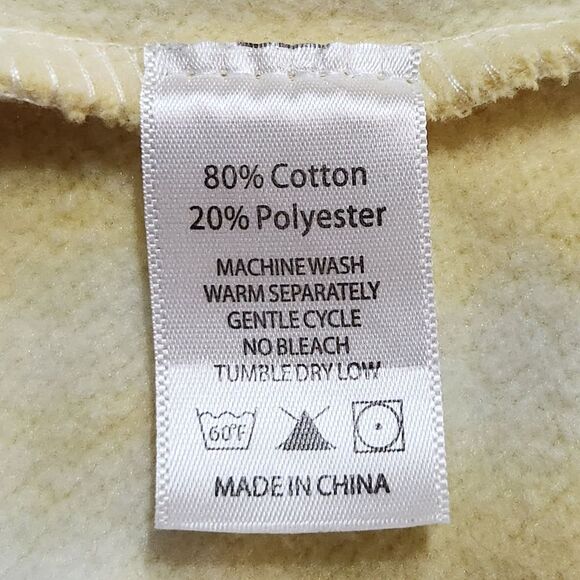 80% Cotton
20% Polyester
MACHINE WASH
WARM SEPARATELY
GENTLE CYCLE
NO BLEACH
TUMBLE DRY LOW
60°F
MADE IN CHINA